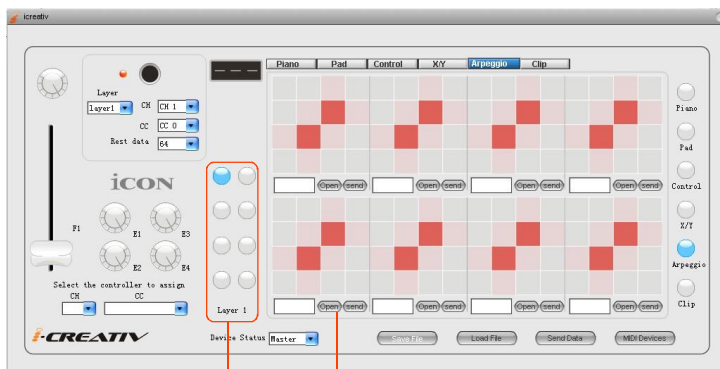 icreativ
Piano Pad Control X/Y Arpeggio Clip
Layer
layer1 CH CH 1
CC CC 0
Rest data 64
Piano
Pad
Control
X/Y
Arpeggio
Clip
Open send Open send Open send Open send
iCON
F1 E1 E3
E2 E4
Select the controller to assign
CH CC
Layer 1
Open send Open send Open send Open send
i-CREATIV
Device Status Master Save File Load File Send Data MIDI Devices